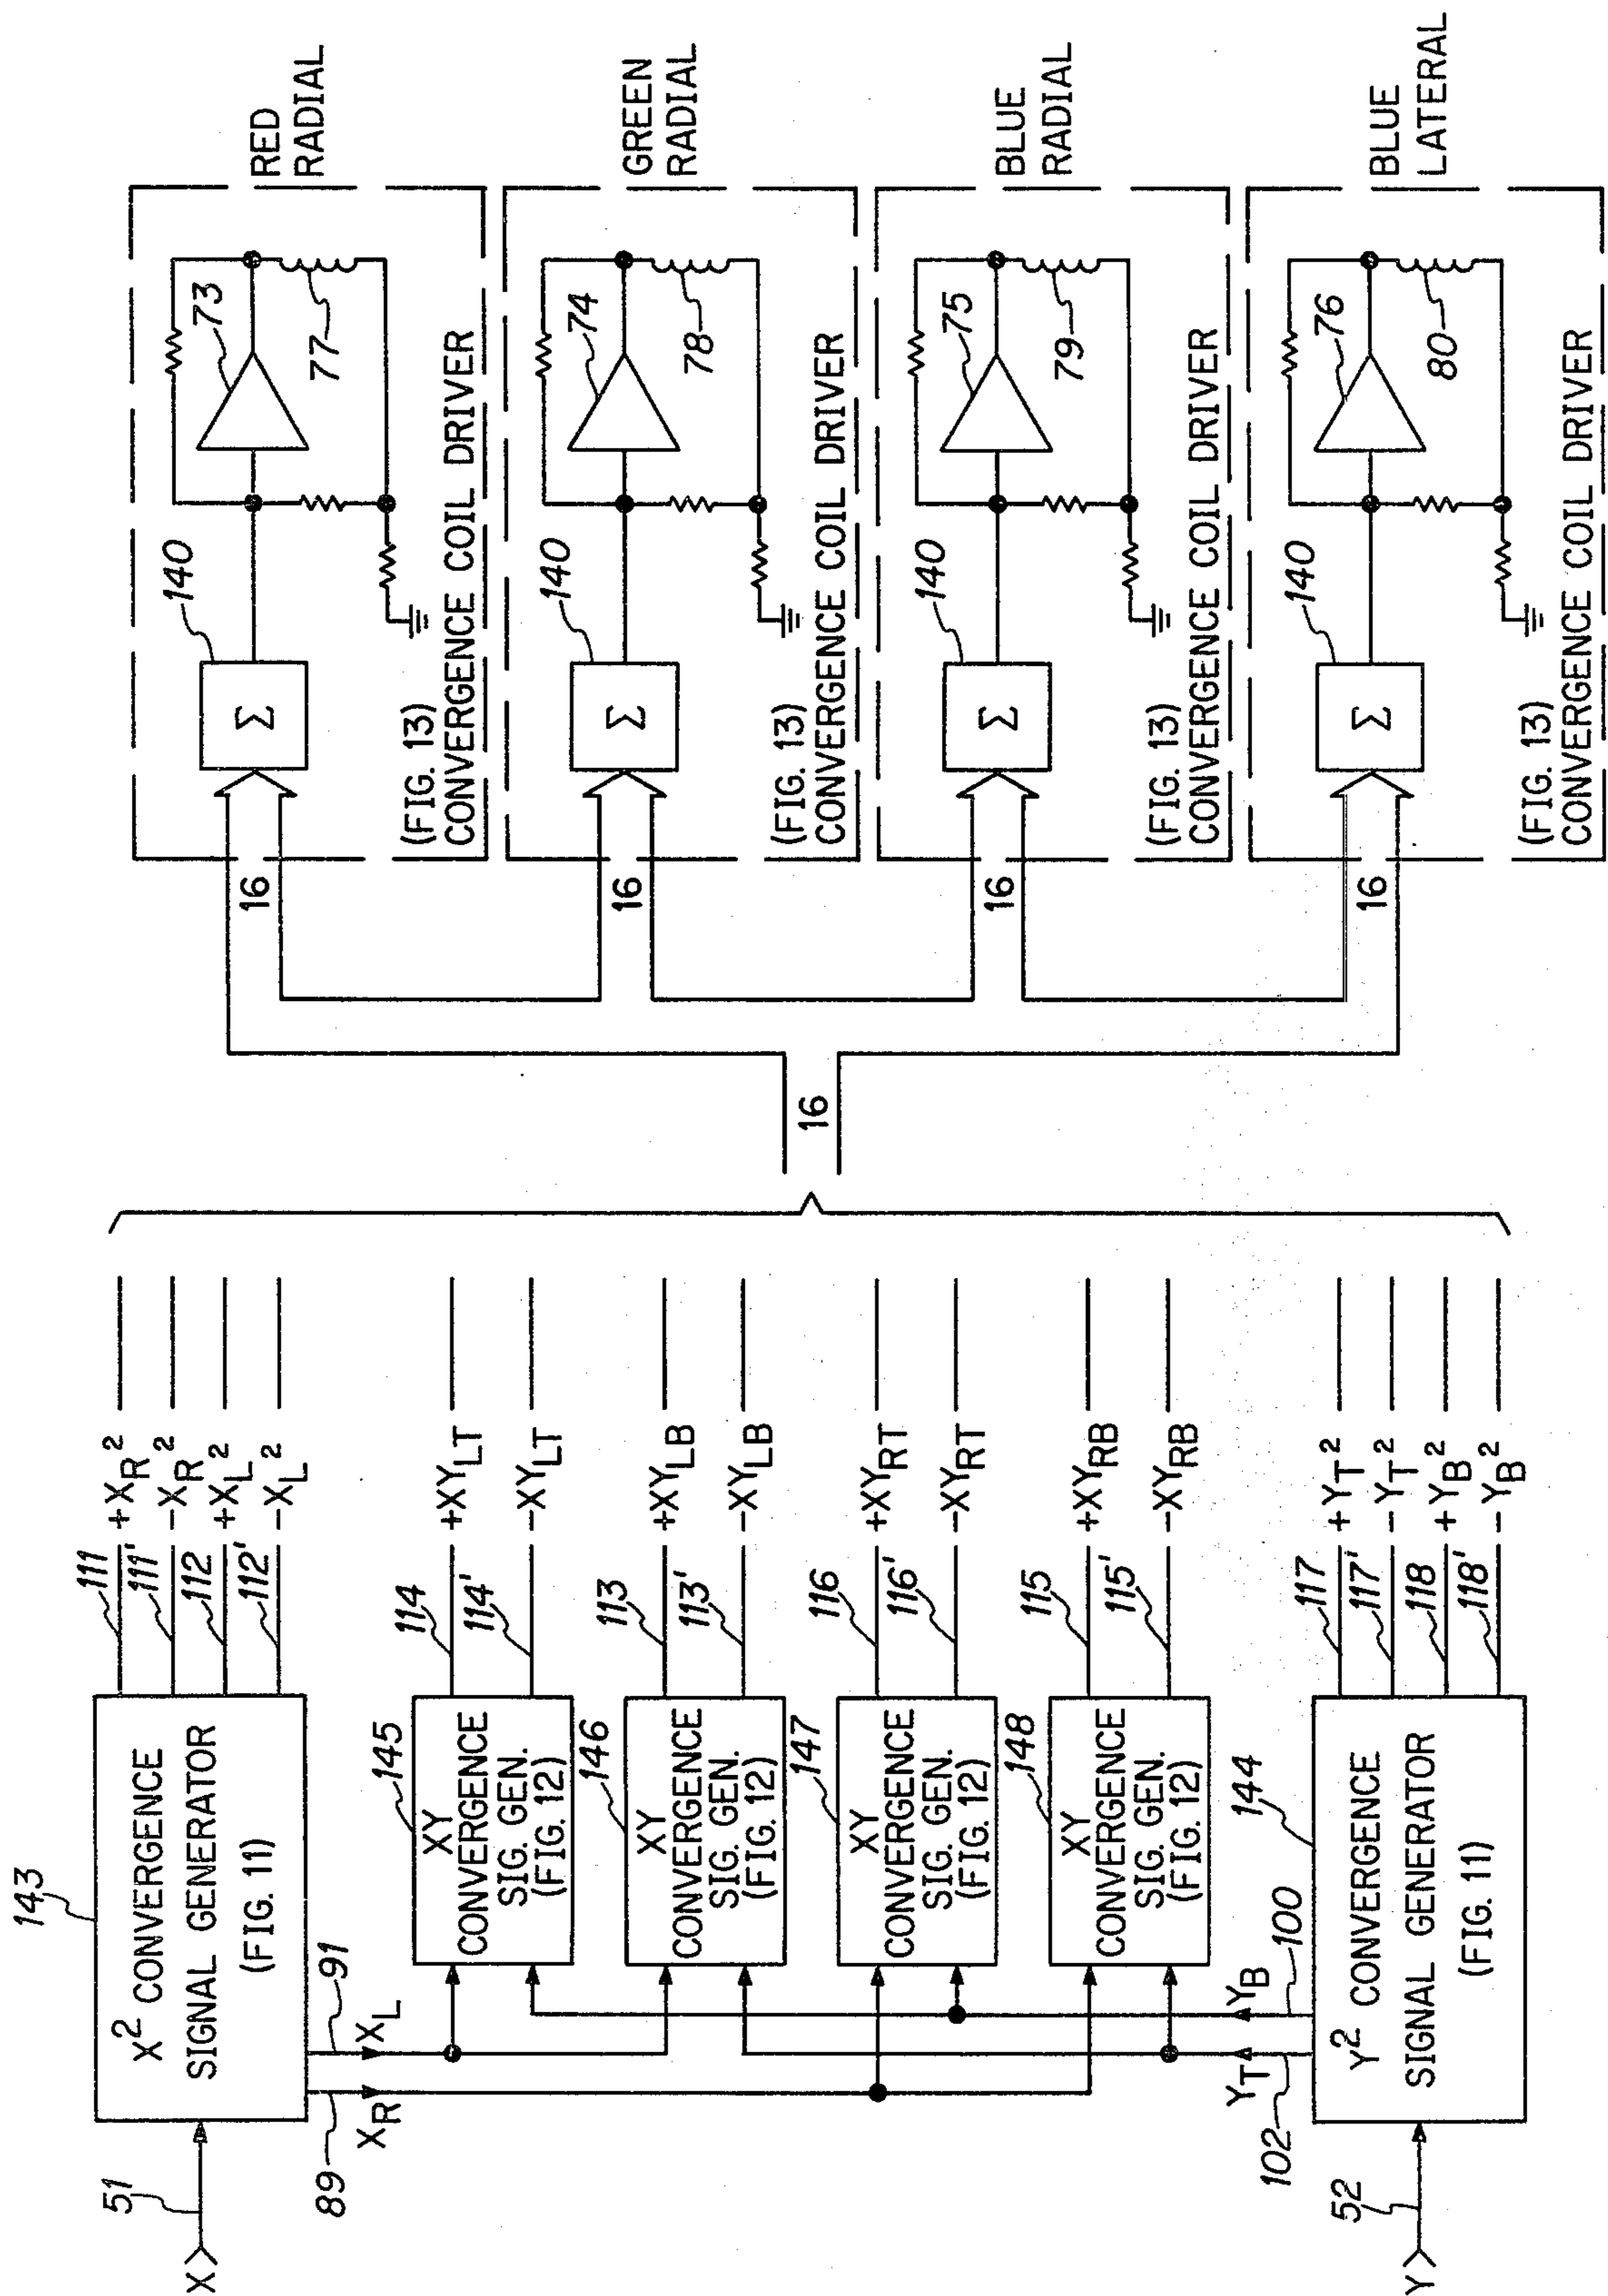 X>
51
143
X² CONVERGENCE
SIGNAL GENERATOR
(FIG. 11)
111
+X_R²
111'
-X_R²
112
+X_L²
112'
-X_L²
89
X_R
91
X_L
145
XY
CONVERGENCE
SIG. GEN.
(FIG. 12)
114
+XY_LT
114'
-XY_LT
146
XY
CONVERGENCE
SIG. GEN.
(FIG. 12)
113
+XY_LB
113'
-XY_LB
147
XY
CONVERGENCE
SIG. GEN.
(FIG. 12)
116
+XY_RT
116'
-XY_RT
148
XY
CONVERGENCE
SIG. GEN.
(FIG. 12)
115
+XY_RB
115'
-XY_RB
102
Y_T
100
Y_B
Y>
52
144
Y² CONVERGENCE
SIGNAL GENERATOR
(FIG. 11)
117
+Y_T²
117'
-Y_T²
118
+Y_B²
118'
-Y_B²
16
16
140
Σ
73
77
(FIG. 13)
CONVERGENCE COIL DRIVER
RED
RADIAL
16
140
Σ
74
78
(FIG. 13)
CONVERGENCE COIL DRIVER
GREEN
RADIAL
16
140
Σ
75
79
(FIG. 13)
CONVERGENCE COIL DRIVER
BLUE
RADIAL
16
140
Σ
76
80
(FIG. 13)
CONVERGENCE COIL DRIVER
BLUE
LATERAL